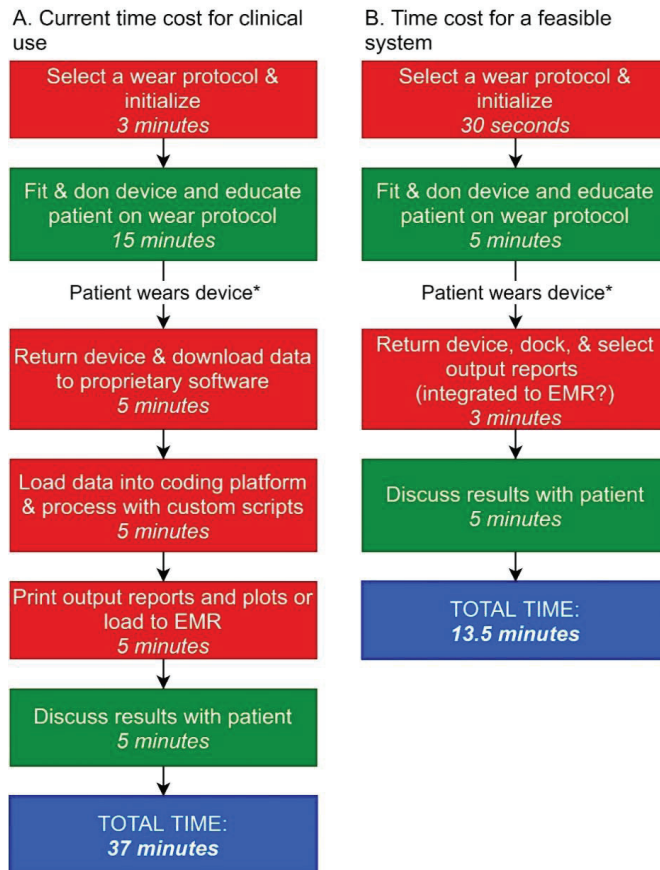 A. Current time cost for clinical
use
Select a wear protocol &
initialize
3 minutes
Fit & don device and educate
patient on wear protocol
15 minutes
Patient wears device*
Return device & download data
to proprietary software
5 minutes
Load data into coding platform
& process with custom scripts
5 minutes
Print output reports and plots or
load to EMR
5 minutes
Discuss results with patient
5 minutes
TOTAL TIME:
37 minutes
B. Time cost for a feasible
system
Select a wear protocol &
initialize
30 seconds
Fit & don device and educate
patient on wear protocol
5 minutes
Patient wears device*
Return device, dock, & select
output reports
(integrated to EMR?)
3 minutes
Discuss results with patient
5 minutes
TOTAL TIME:
13.5 minutes